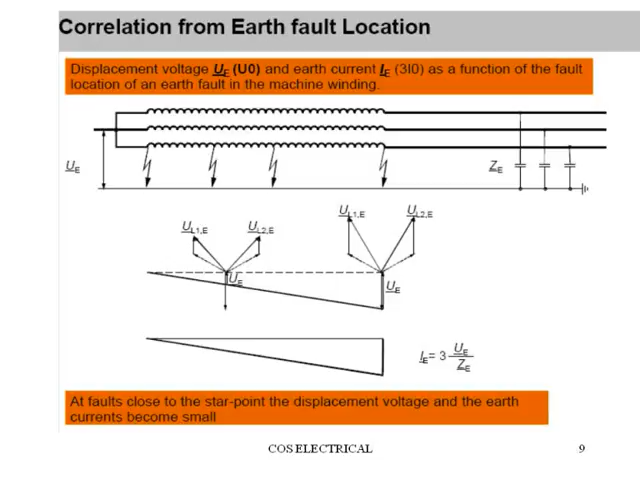 Correlation from Earth fault Location
Displacement voltage UE (U0) and earth current IE (3I0) as a function of the fault
location of an earth fault in the machine winding.
UE
ZE
UL1,E
UL2,E
UL1,E
UL2,E
UE
UE
IE= 3 UE
ZE
At faults close to the star-point the displacement voltage and the earth
currents become small
COS ELECTRICAL
9